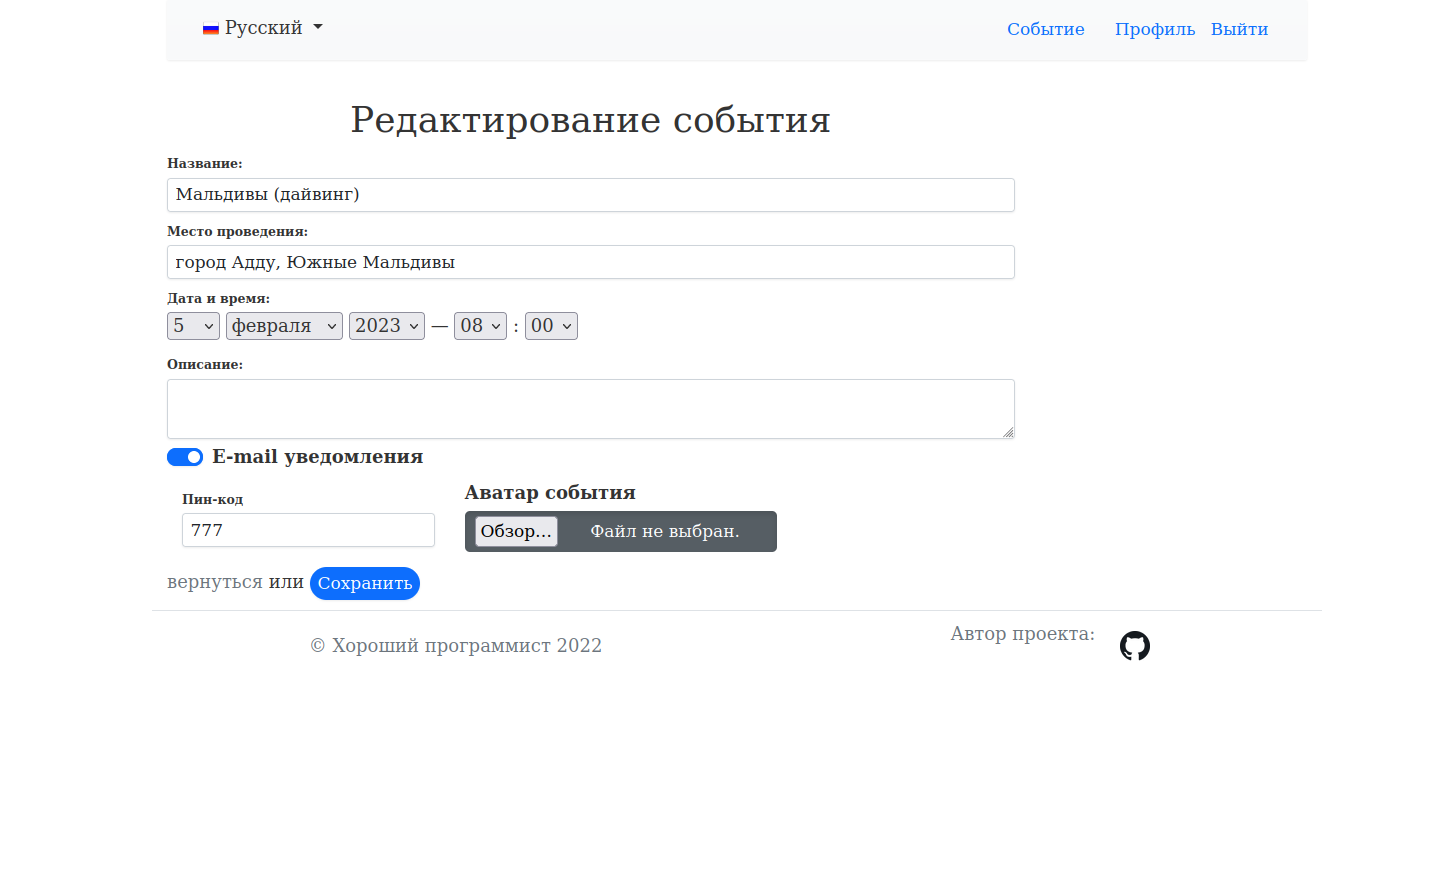 Русский
Событие Профиль Выйти
Редактирование события
Название:
Мальдивы (дайвинг)
Место проведения:
город Адду, Южные Мальдивы
Дата и время:
5 февраля 2023 — 08 : 00
Описание:
E-mail уведомления
Пин-код
777
Аватар события
Обзор... Файл не выбран.
вернуться или Сохранить
© Хороший программист 2022
Автор проекта: